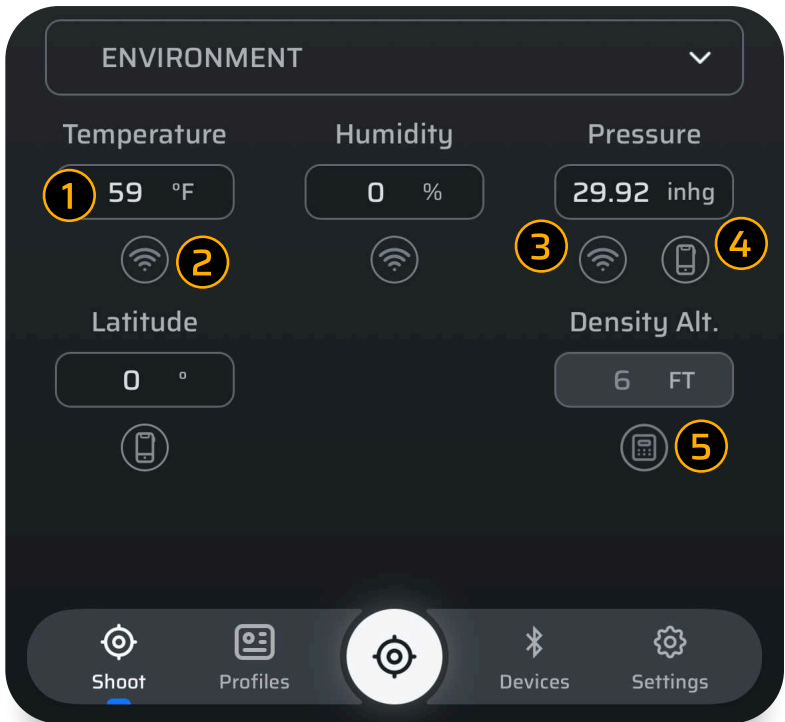 ENVIRONMENT
Temperature Humidity Pressure
1 59 °F 0 % 29.92 inhg
2 3 4
Latitude Density Alt.
0 ° 6 FT
5
Shoot Profiles Devices Settings